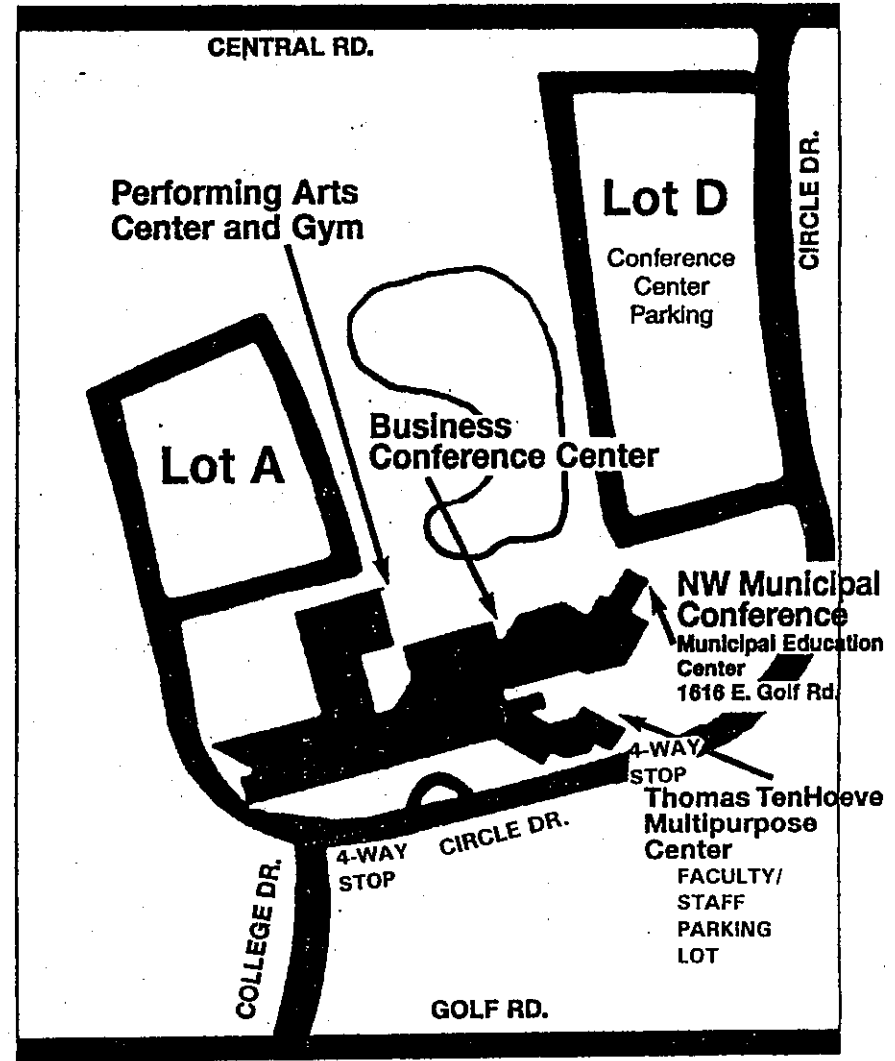 CENTRAL RD.
CIRCLE DR.
Performing Arts
Center and Gym
Lot D
Conference
Center
Parking
Lot A
Business
Conference Center
NW Municipal
Conference
Municipal Education
Center
1616 E. Golf Rd.
4-WAY
STOP
Thomas TenHoeve
Multipurpose
Center
FACULTY/
STAFF
PARKING
LOT
CIRCLE DR.
4-WAY
STOP
COLLEGE DR.
GOLF RD.